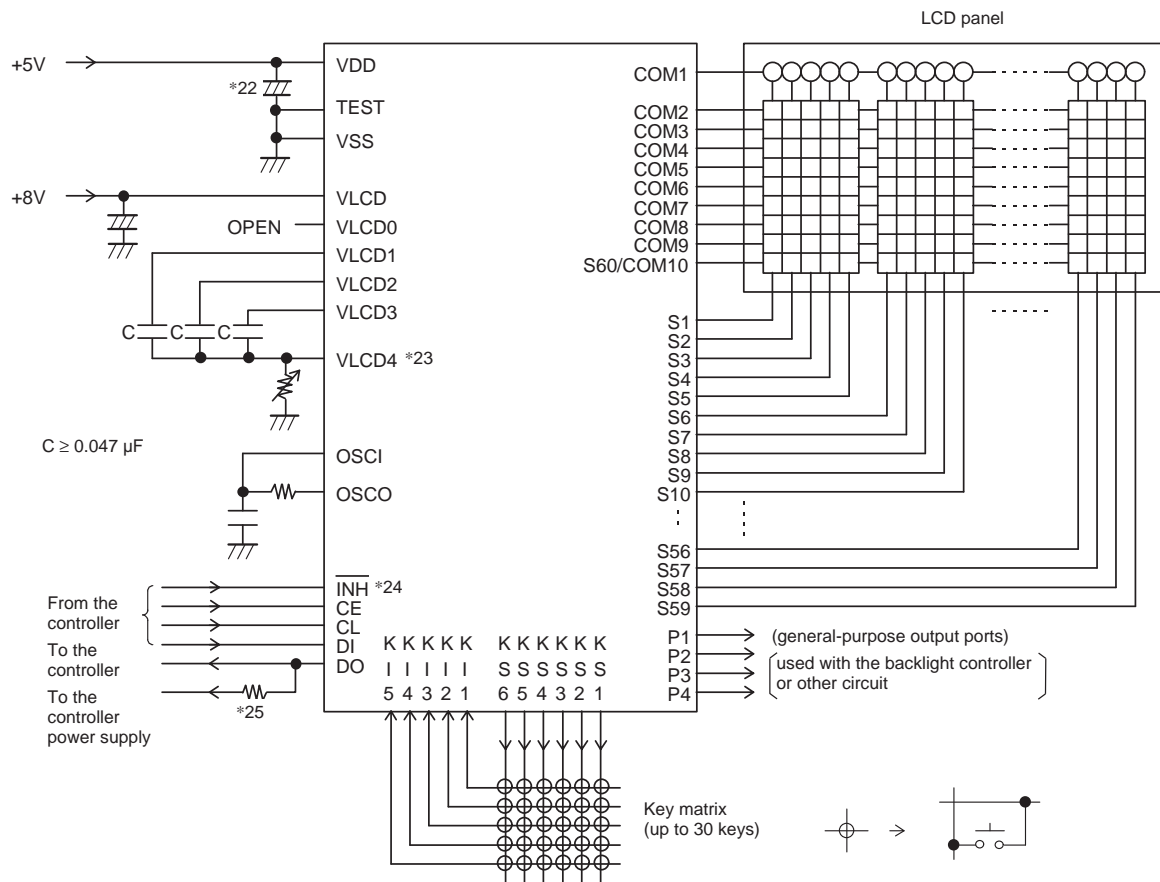 LCD panel
+5V
*22
VDD
TEST
VSS
+8V
VLCD
OPEN
VLCD0
VLCD1
VLCD2
VLCD3
C C C
VLCD4 *23
C ≥ 0.047 μF
OSCI
OSCO
INH *24
CE
CL
DI
DO
From the
controller
To the
controller
To the
controller
power supply
*25
K K K K K
I I I I I
5 4 3 2 1
K K K K K K
S S S S S S
6 5 4 3 2 1
COM1
COM2
COM3
COM4
COM5
COM6
COM7
COM8
COM9
S60/COM10
S1
S2
S3
S4
S5
S6
S7
S8
S9
S10
S56
S57
S58
S59
P1
P2
P3
P4
(general-purpose output ports)
used with the backlight controller
or other circuit
Key matrix
(up to 30 keys)